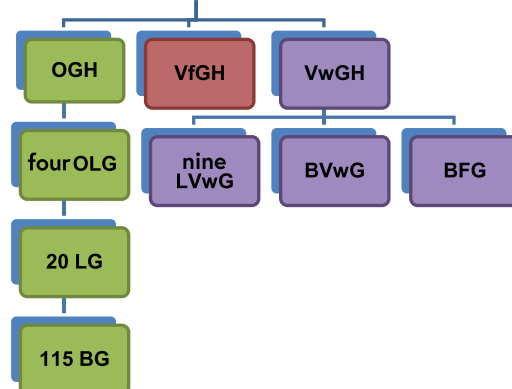 OGH
VfGH
VwGH
four OLG
nine
LVwG
BVwG
BFG
20 LG
115 BG